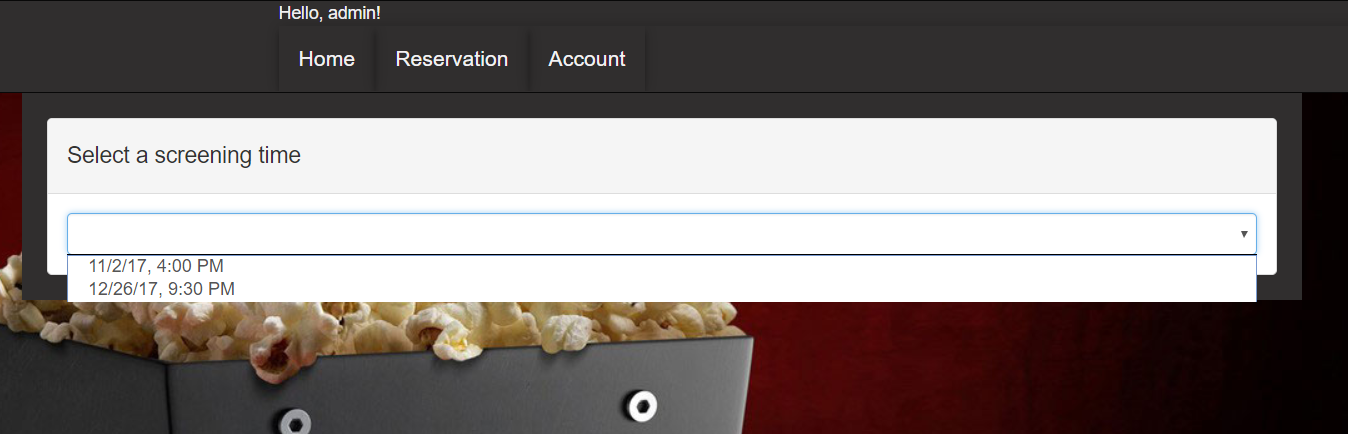 Hello, admin!
Home Reservation Account
Select a screening time
11/2/17, 4:00 PM
12/26/17, 9:30 PM